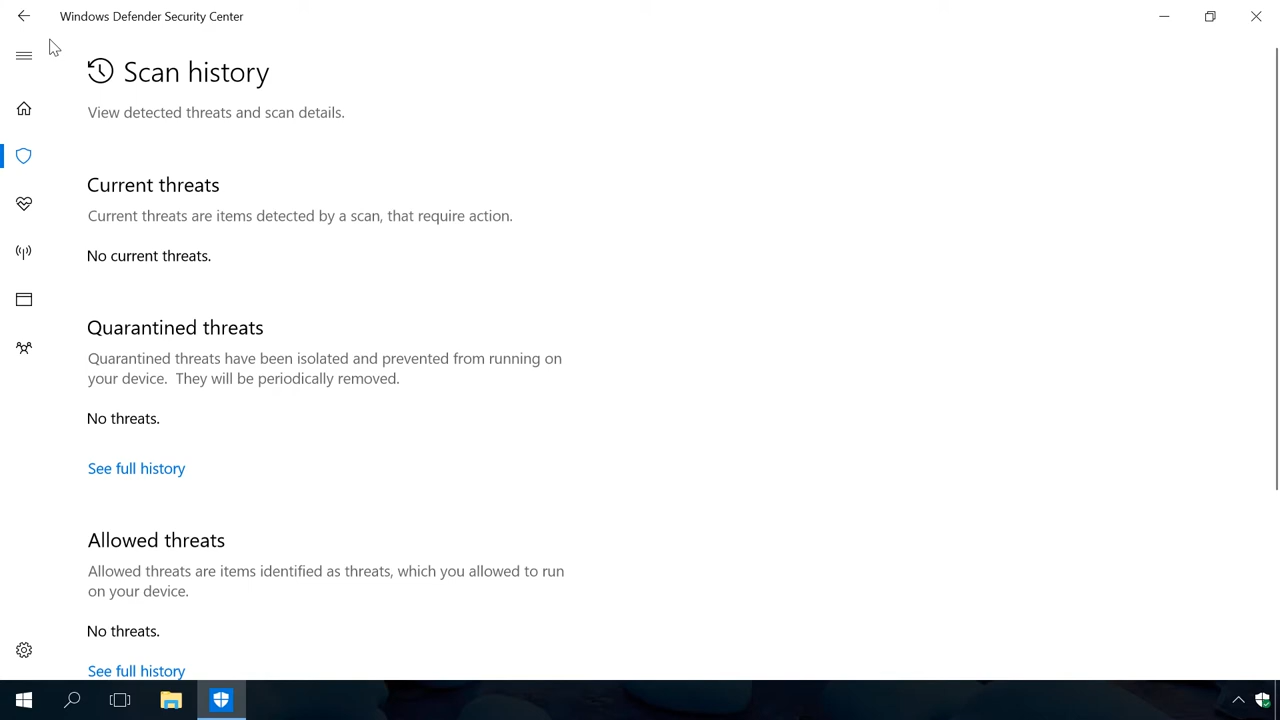 Windows Defender Security Center
Scan history
View detected threats and scan details.
Current threats
Current threats are items detected by a scan, that require action.
No current threats.
Quarantined threats
Quarantined threats have been isolated and prevented from running on
your device.  They will be periodically removed.
No threats.
See full history
Allowed threats
Allowed threats are items identified as threats, which you allowed to run
on your device.
No threats.
See full history